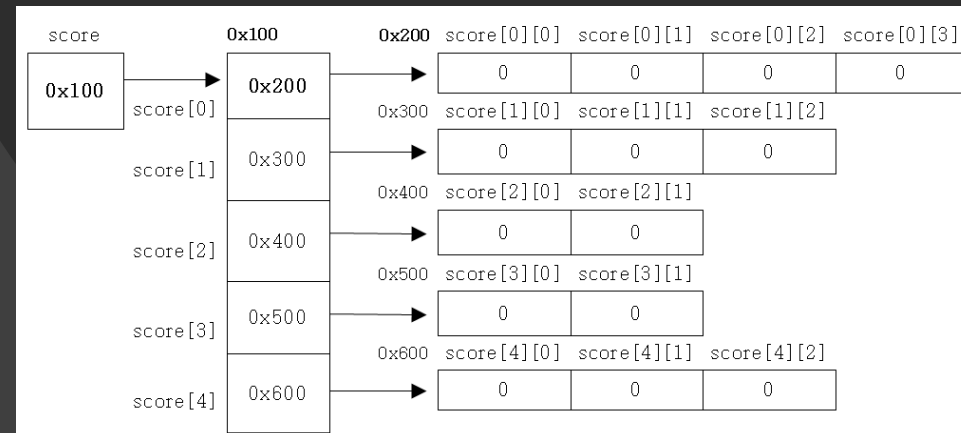 score 0x100 0x200 score[0][0] score[0][1] score[0][2] score[0][3]
0x100 0x200 0 0 0 0
score[0] 0x300 score[1][0] score[1][1] score[1][2]
score[1] 0x300 0 0 0
0x400 score[2][0] score[2][1]
score[2] 0x400 0 0
0x500 score[3][0] score[3][1]
score[3] 0x500 0 0
0x600 score[4][0] score[4][1] score[4][2]
score[4] 0x600 0 0 0